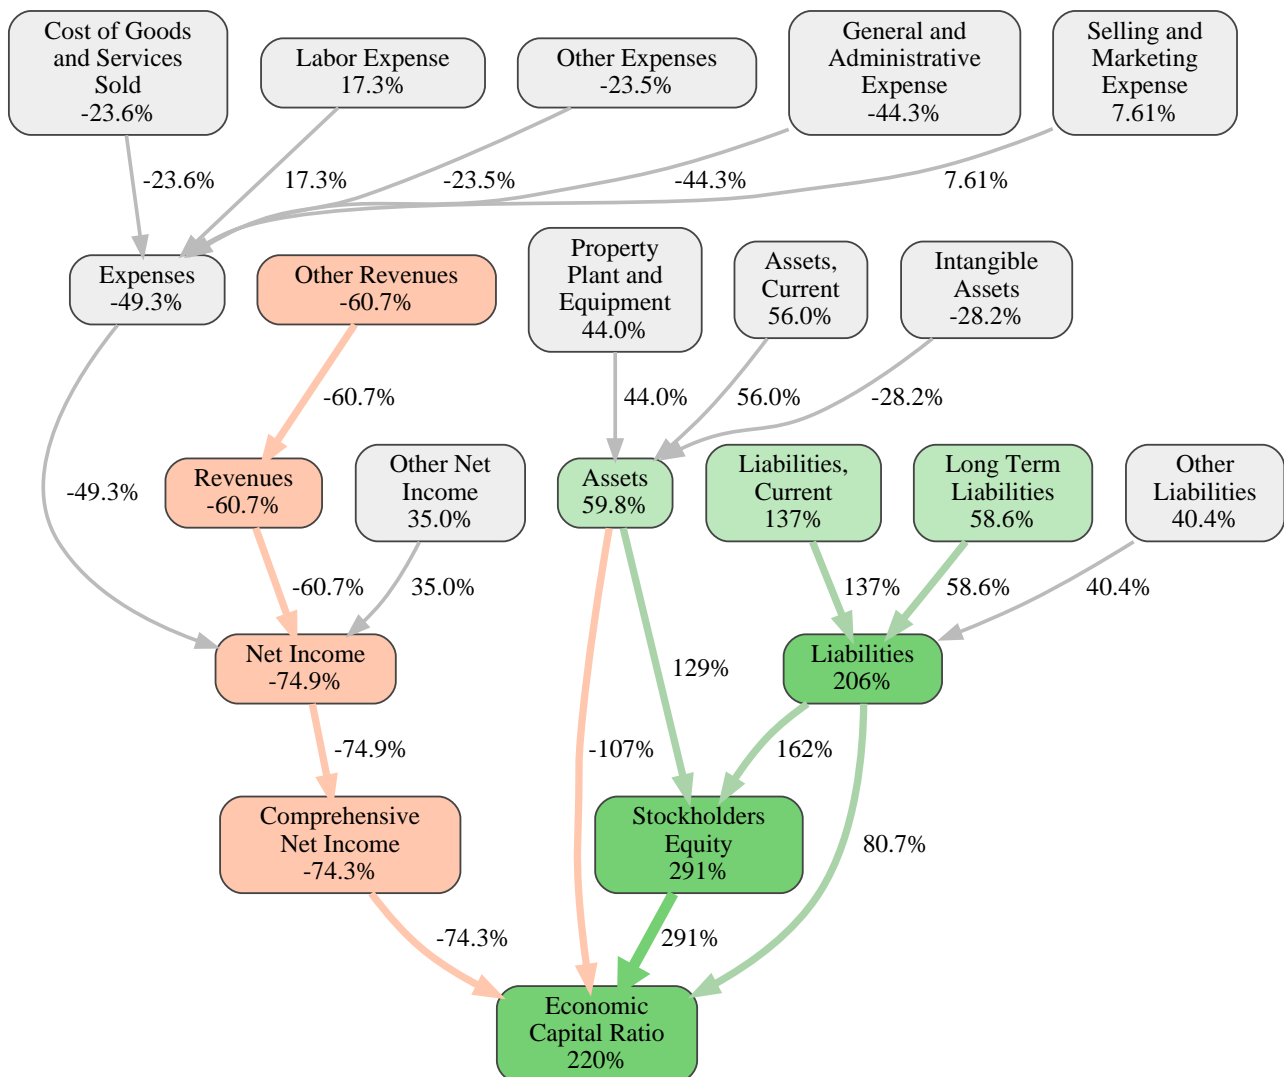 Cost of Goods
and Services
Sold
-23.6%
Labor Expense
17.3%
Other Expenses
-23.5%
General and
Administrative
Expense
-44.3%
Selling and
Marketing
Expense
7.61%
-23.6%
17.3%
-23.5%
-44.3%
7.61%
Expenses
-49.3%
Other Revenues
-60.7%
Property
Plant and
Equipment
44.0%
Assets,
Current
56.0%
Intangible
Assets
-28.2%
-60.7%
44.0%
56.0%
-28.2%
-49.3%
Revenues
-60.7%
Other Net
Income
35.0%
Assets
59.8%
Liabilities,
Current
137%
Long Term
Liabilities
58.6%
Other
Liabilities
40.4%
-60.7%
35.0%
137%
58.6%
40.4%
Net Income
-74.9%
129%
Liabilities
206%
-74.9%
-107%
162%
Comprehensive
Net Income
-74.3%
Stockholders
Equity
291%
80.7%
-74.3%
291%
Economic
Capital Ratio
220%